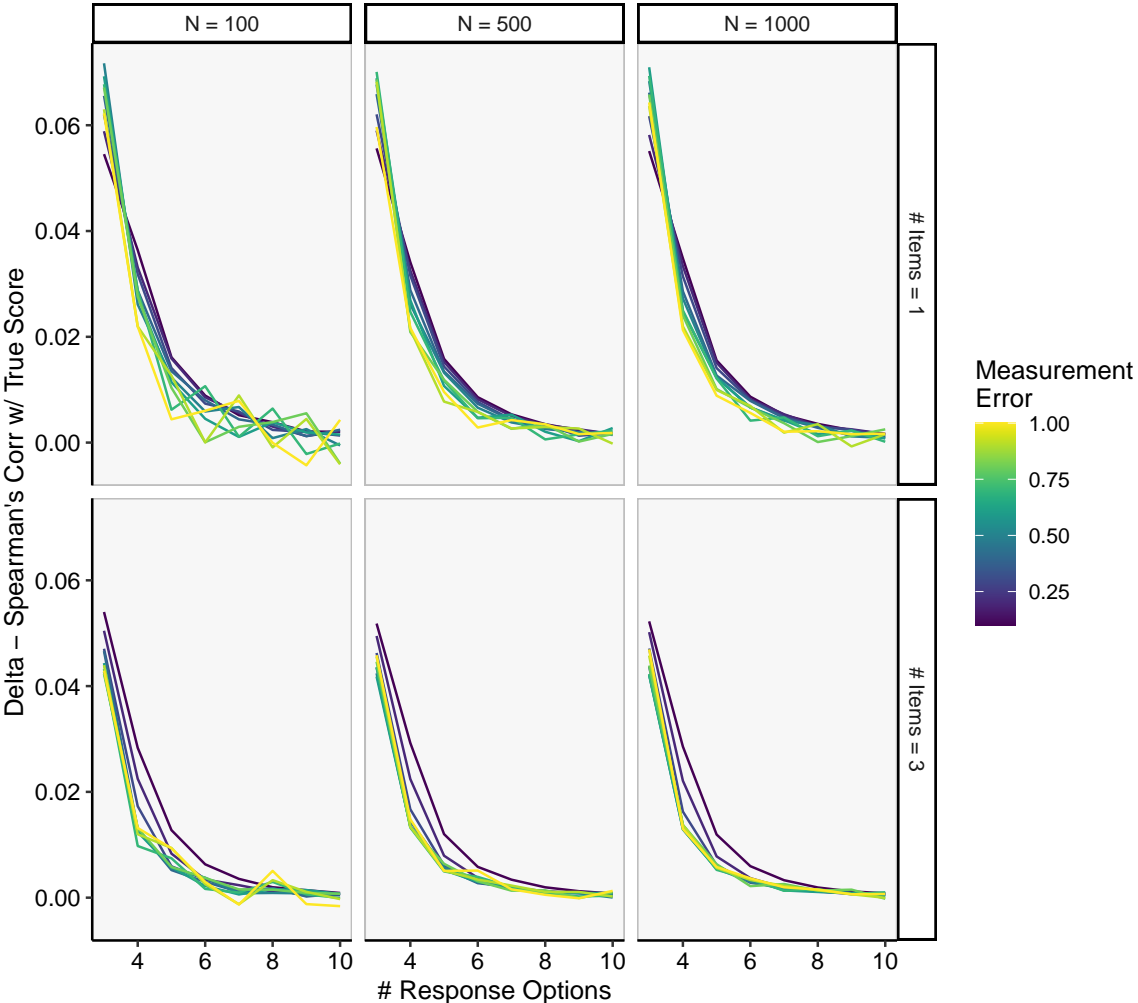 N = 100
N = 500
N = 1000
0.06
0.04
0.02
0.00
# Items = 1
0.06
0.04
0.02
0.00
# Items = 3
4
6
8
10
4
6
8
10
4
6
8
10
# Response Options
Delta − Spearman's Corr w/ True Score
Measurement
Error
1.00
0.75
0.50
0.25